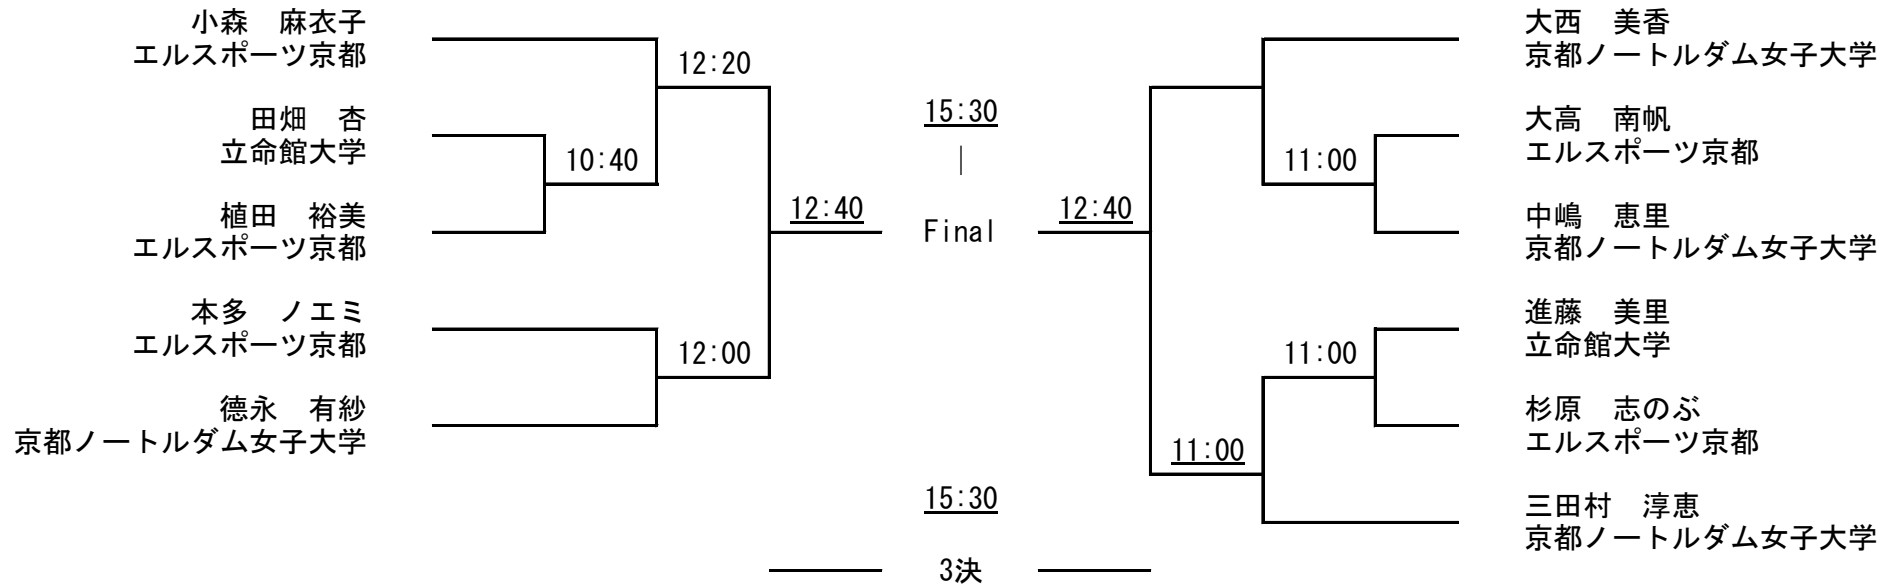 小森　麻衣子
エルスポーツ京都
12:20
田畑　杏
立命館大学
10:40
植田　裕美
エルスポーツ京都
12:40
本多　ノエミ
エルスポーツ京都
12:00
徳永　有紗
京都ノートルダム女子大学
15:30
|
Final
15:30
3決
大西　美香
京都ノートルダム女子大学
大高　南帆
エルスポーツ京都
11:00
中嶋　恵里
京都ノートルダム女子大学
12:40
進藤　美里
立命館大学
11:00
杉原　志のぶ
エルスポーツ京都
11:00
三田村　淳恵
京都ノートルダム女子大学